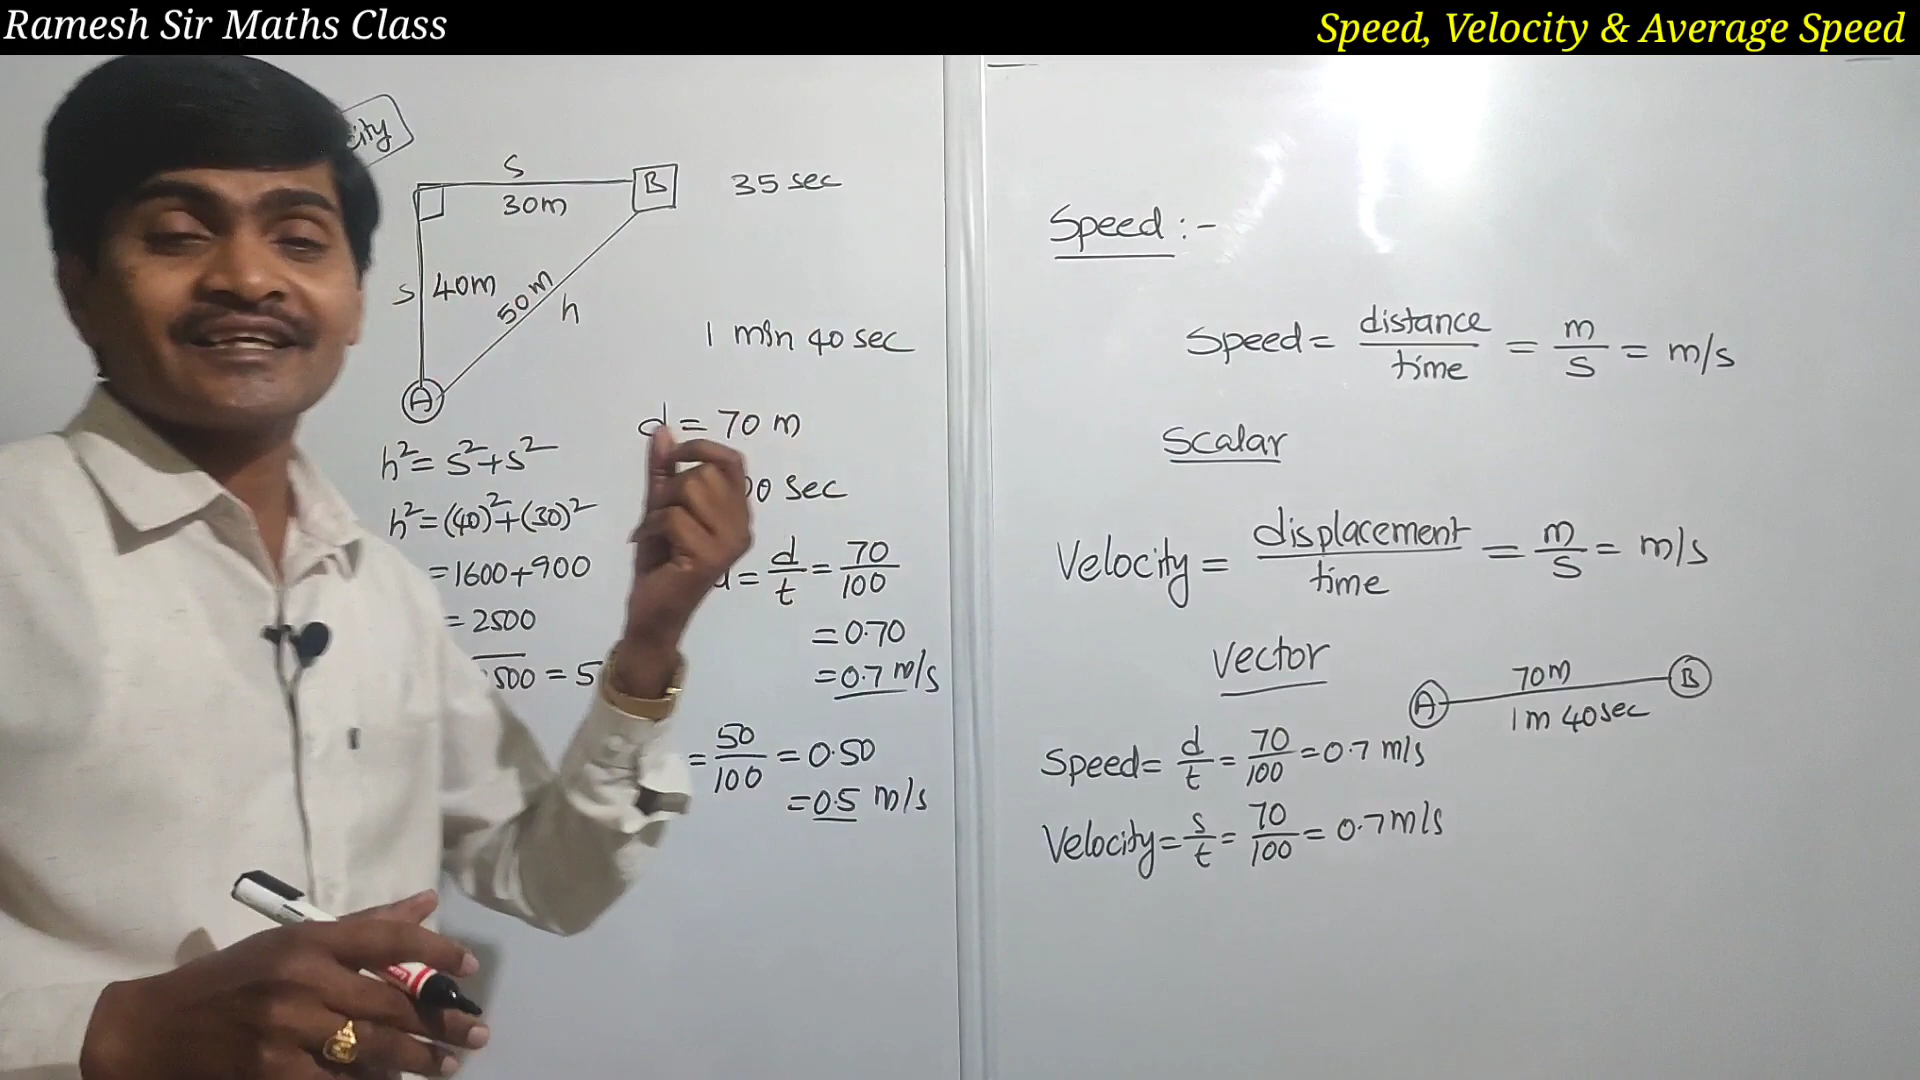 Ramesh Sir Maths Class
Speed, Velocity & Average Speed
city
S
B
35 sec
30m
S 40m
50m
h
1 min 40 sec
A
d = 70 m
h² = s²+s²
00 sec
h² = (40)²+(30)²
= d/t = 70/100
= 1600+900
= 0.70
= 2500
= 0.7 m/s
500 = 5
= 50/100 = 0.50
= 0.5 m/s
Speed :-
Speed = distance/time = m/s = m/s
Scalar
Velocity = displacement/time = m/s = m/s
Vector
A 70m B
1m 40sec
Speed = d/t = 70/100 = 0.7 m/s
Velocity = s/t = 70/100 = 0.7 m/s